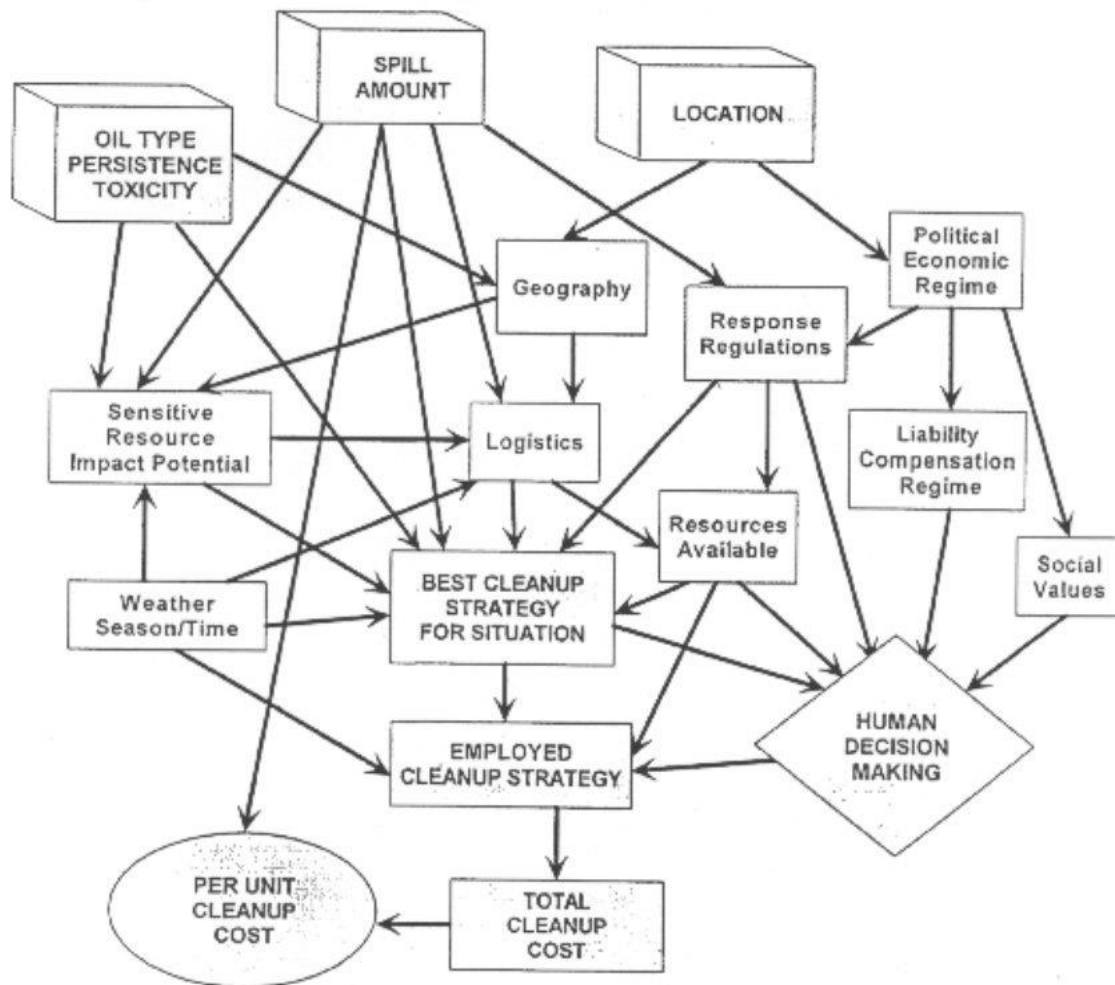 SPILL
AMOUNT
LOCATION
OIL TYPE
PERSISTENCE
TOXICITY
Political
Economic
Regime
Geography
Response
Regulations
Sensitive
Resource
Impact Potential
Logistics
Liability
Compensation
Regime
Resources
Available
Social
Values
Weather
Season/Time
BEST CLEANUP
STRATEGY
FOR SITUATION
EMPLOYED
CLEANUP STRATEGY
HUMAN
DECISION
MAKING
PER UNIT
CLEANUP
COST
TOTAL
CLEANUP
COST